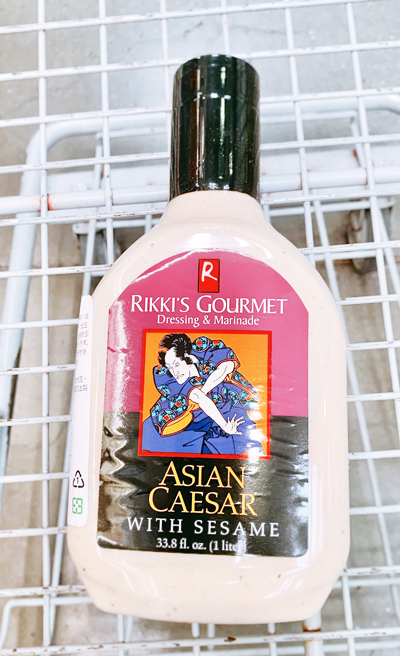 R
RIKKI'S GOURMET
Dressing & Marinade
ASIAN
CAESAR
WITH SESAME
33.8 fl. oz. (1 liter)